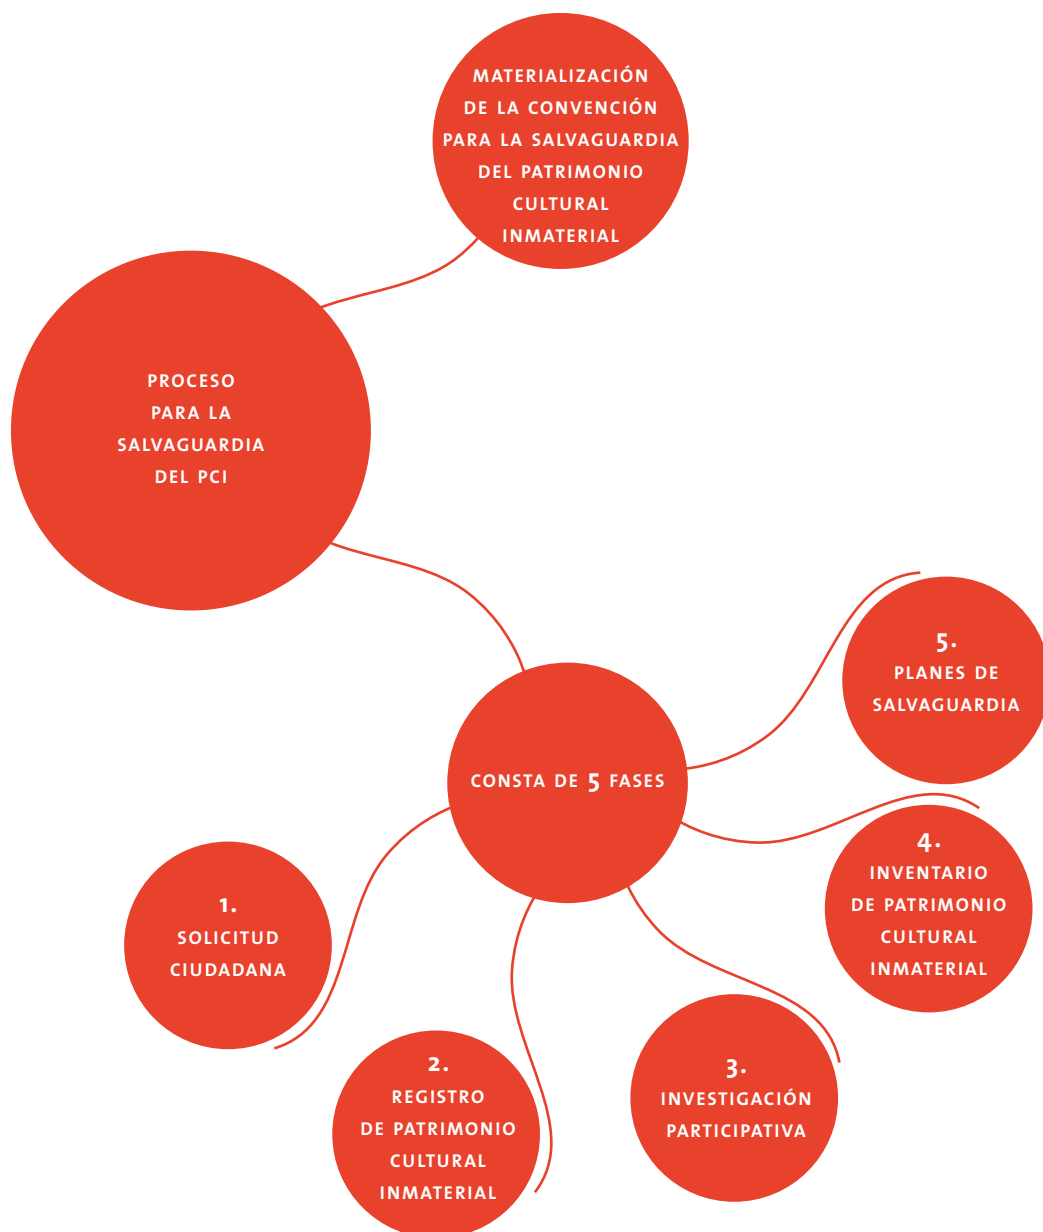 MATERIALIZACIÓN
DE LA CONVENCIÓN
PARA LA SALVAGUARDIA
DEL PATRIMONIO
CULTURAL
INMATERIAL
PROCESO
PARA LA
SALVAGUARDIA
DEL PCI
CONSTA DE 5 FASES
1.
SOLICITUD
CIUDADANA
2.
REGISTRO
DE PATRIMONIO
CULTURAL
INMATERIAL
3.
INVESTIGACIÓN
PARTICIPATIVA
4.
INVENTARIO
DE PATRIMONIO
CULTURAL
INMATERIAL
5.
PLANES DE
SALVAGUARDIA